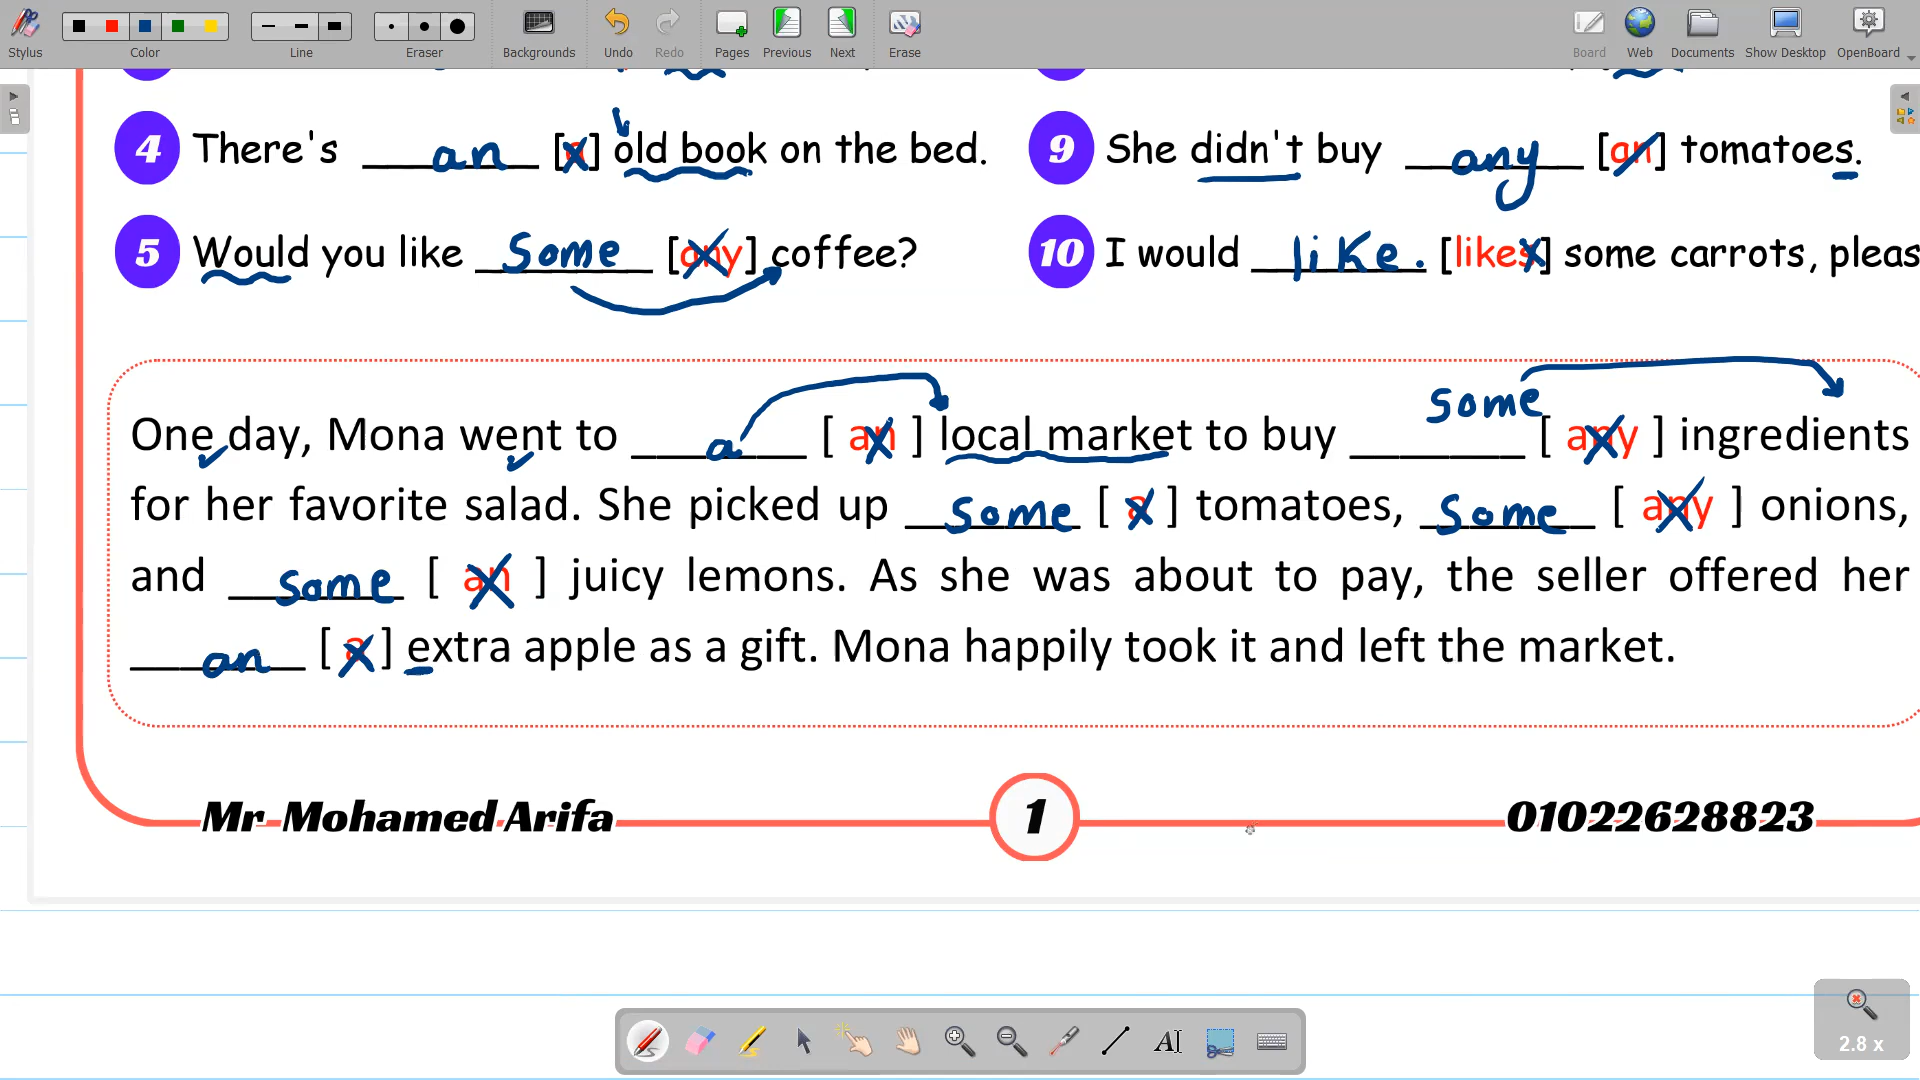 Stylus Color Line Eraser Backgrounds Undo Redo Pages Previous Next Erase Board Web Documents Show Desktop OpenBoard
4 There's an [a] old book on the bed.
9 She didn't buy any [an] tomatoes.
5 Would you like Some [any] coffee?
10 I would like. [likes] some carrots, pleas
One day, Mona went to a [ an ] local market to buy some [ any ] ingredients
for her favorite salad. She picked up some [ a ] tomatoes, some [ any ] onions,
and some [ an ] juicy lemons. As she was about to pay, the seller offered her
an [ a ] extra apple as a gift. Mona happily took it and left the market.
Mr Mohamed Arifa 1 01022628823
2.8 x